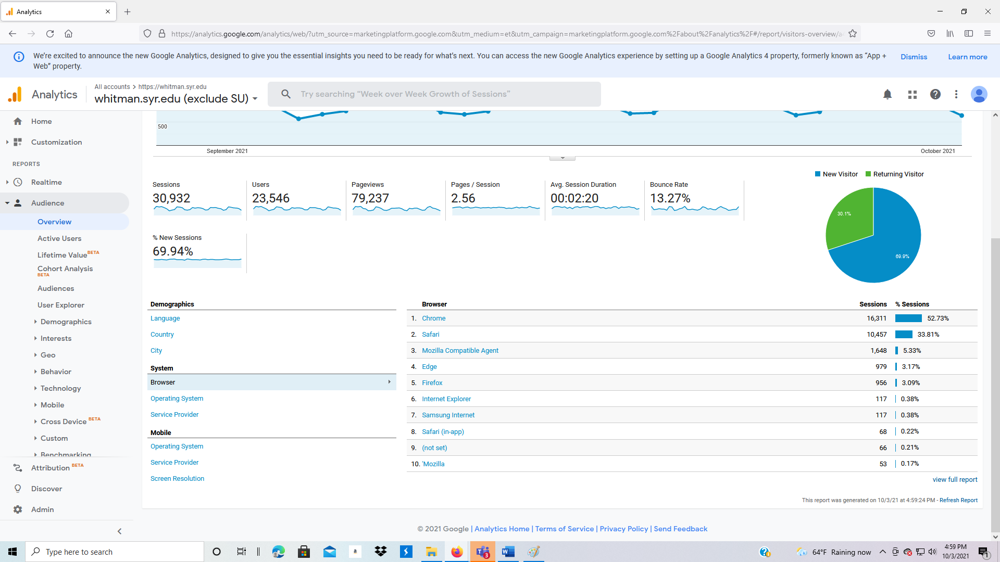 Analytics
https://analytics.google.com/analytics/web/?utm_source=marketingplatform.google.com&utm_medium=et&utm_campaign=marketingplatform.google.com%2Fabout%2Fanalytics%2F#/report/visitors-overview/a
We're excited to announce the new Google Analytics, designed to give you the essential insights you need to be ready for what's next. You can access the new Google Analytics experience by setting up a Google Analytics 4 property, formerly known as “App +
Web” property.
Dismiss
Learn more
Analytics
All accounts > https://whitman.syr.edu
whitman.syr.edu (exclude SU)
Try searching “Week over Week Growth of Sessions”
Home
Customization
REPORTS
Realtime
Audience
Overview
Active Users
Lifetime Value BETA
Cohort Analysis
BETA
Audiences
User Explorer
Demographics
Interests
Geo
Behavior
Technology
Mobile
Cross Device BETA
Custom
Benchmarking
Attribution BETA
Discover
Admin
500
September 2021
October 2021
Sessions
30,932
Users
23,546
Pageviews
79,237
Pages / Session
2.56
Avg. Session Duration
00:02:20
Bounce Rate
13.27%
% New Sessions
69.94%
New Visitor
Returning Visitor
30.1%
69.9%
Demographics
Language
Country
City
System
Browser
Operating System
Service Provider
Mobile
Operating System
Service Provider
Screen Resolution
Browser Sessions % Sessions
1. Chrome 16,311 52.73%
2. Safari 10,457 33.81%
3. Mozilla Compatible Agent 1,648 5.33%
4. Edge 979 3.17%
5. Firefox 956 3.09%
6. Internet Explorer 117 0.38%
7. Samsung Internet 117 0.38%
8. Safari (in-app) 68 0.22%
9. (not set) 66 0.21%
10. 'Mozilla 53 0.17%
view full report
This report was generated on 10/3/21 at 4:59:24 PM - Refresh Report
© 2021 Google | Analytics Home | Terms of Service | Privacy Policy | Send Feedback
Type here to search
a
3
64°F Raining now
4:59 PM
10/3/2021
1